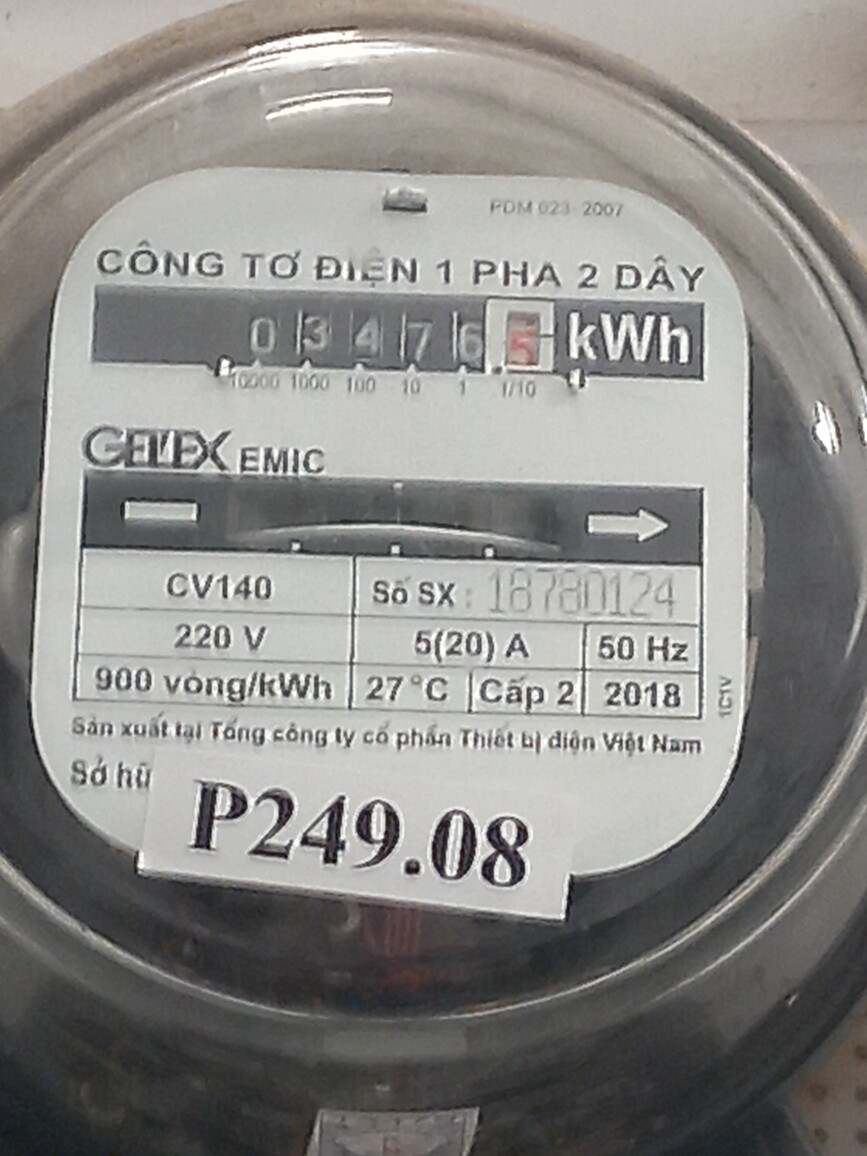 PDM 023-2007
CÔNG TƠ ĐIỆN 1 PHA 2 DÂY
0 3 4 7 6 5 kWh
10000 1000 100 10 1 1/10
GELEX EMIC
CV140 Số SX : 18780124
220 V 5(20) A 50 Hz
900 vòng/kWh 27 °C Cấp 2 2018
1C1V
Sản xuất tại Tổng công ty cổ phần Thiết bị điện Việt Nam
Sở hữ
P249.08